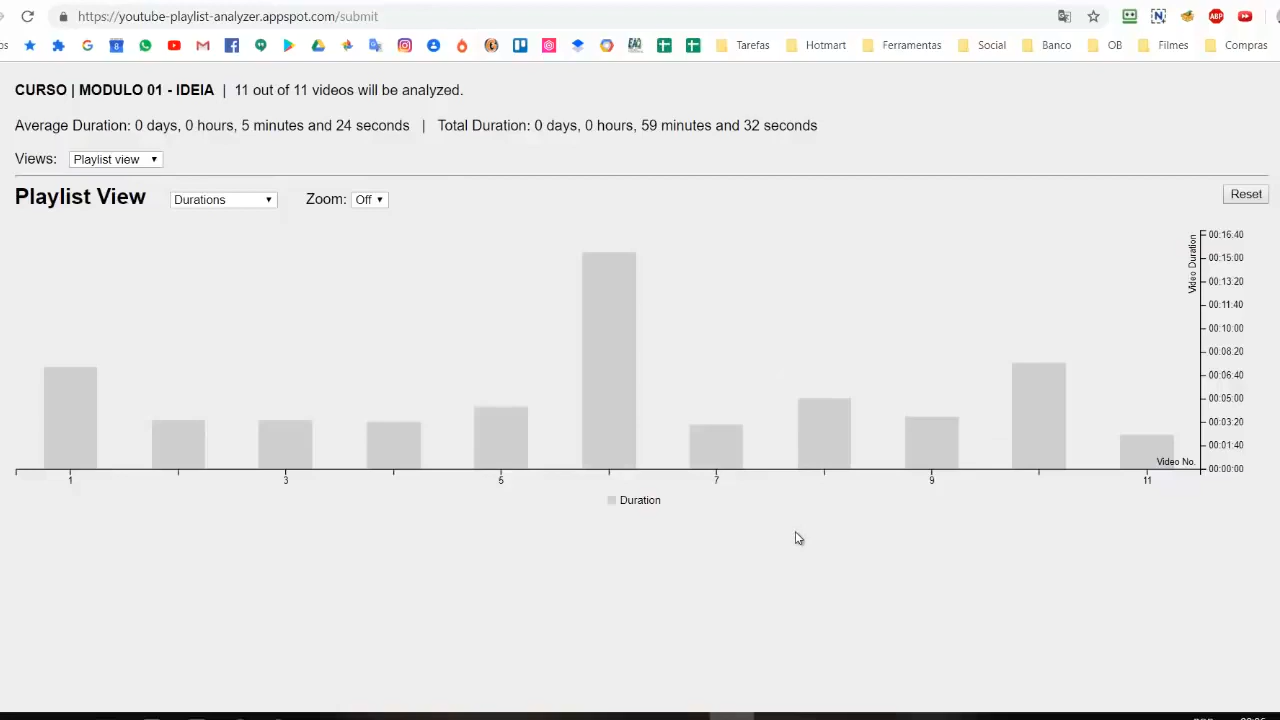 https://youtube-playlist-analyzer.appspot.com/submit
Tarefas Hotmart Ferramentas Social Banco OB Filmes Compras
CURSO | MODULO 01 - IDEIA | 11 out of 11 videos will be analyzed.
Average Duration: 0 days, 0 hours, 5 minutes and 24 seconds | Total Duration: 0 days, 0 hours, 59 minutes and 32 seconds
Views: Playlist view
Playlist View Durations Zoom: Off Reset
Video Duration
00:16:40
00:15:00
00:13:20
00:11:40
00:10:00
00:08:20
00:06:40
00:05:00
00:03:20
00:01:40
00:00:00
Video No.
1 3 5 7 9 11
Duration